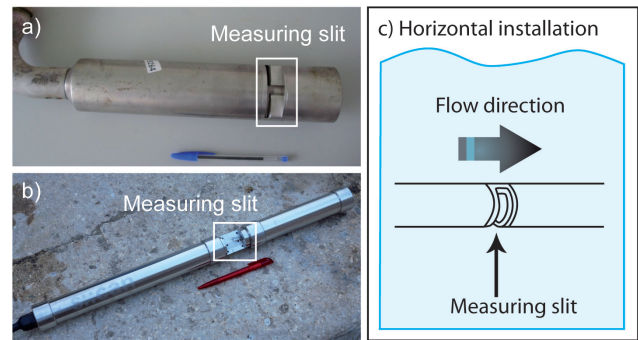 a)
Measuring slit
b)
Measuring slit
c) Horizontal installation
Flow direction
Measuring slit